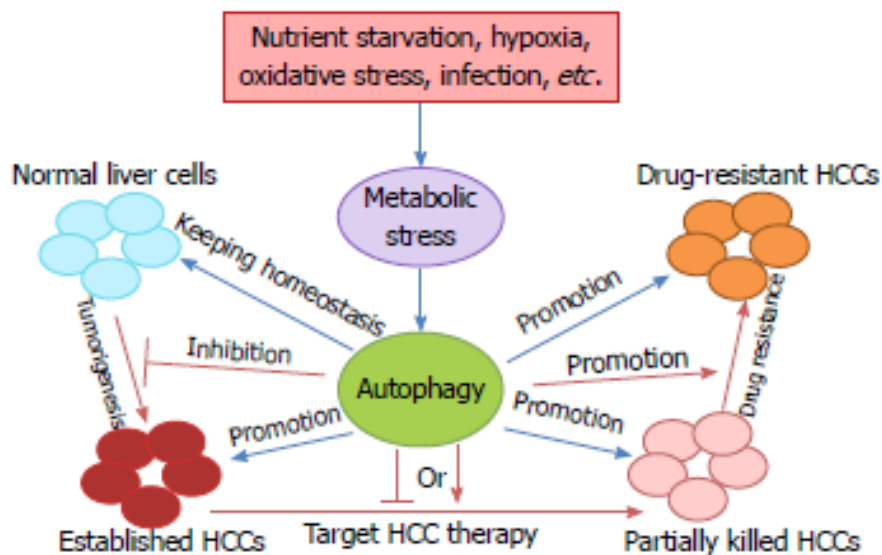 Nutrient starvation, hypoxia,
oxidative stress, infection, etc.
Normal liver cells
Metabolic
stress
Drug-resistant HCCs
Keeping homeostasis
Promotion
Tumorigenesis
Inhibition
Promotion
Drug resistance
Autophagy
Promotion
Promotion
Or
Established HCCs
Target HCC therapy
Partially killed HCCs